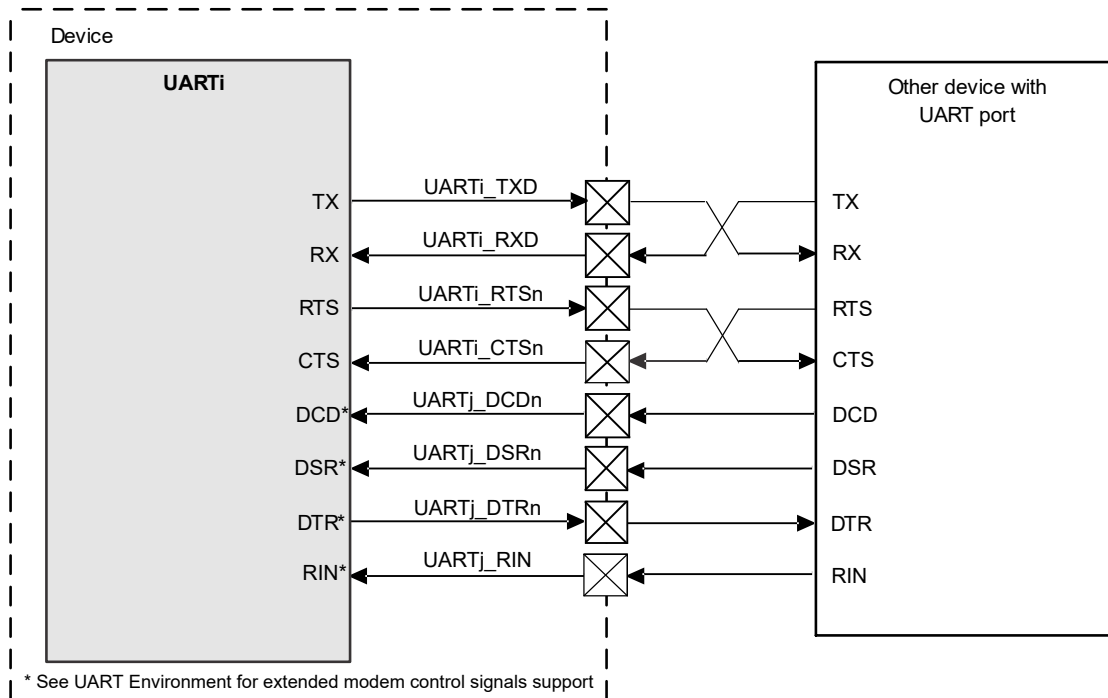 Device
UARTi
Other device with
UART port
TX UARTi_TXD TX
RX UARTi_RXD RX
RTS UARTi_RTSn RTS
CTS UARTi_CTSn CTS
DCD* UARTj_DCDn DCD
DSR* UARTj_DSRn DSR
DTR* UARTj_DTRn DTR
RIN* UARTj_RIN RIN
* See UART Environment for extended modem control signals support